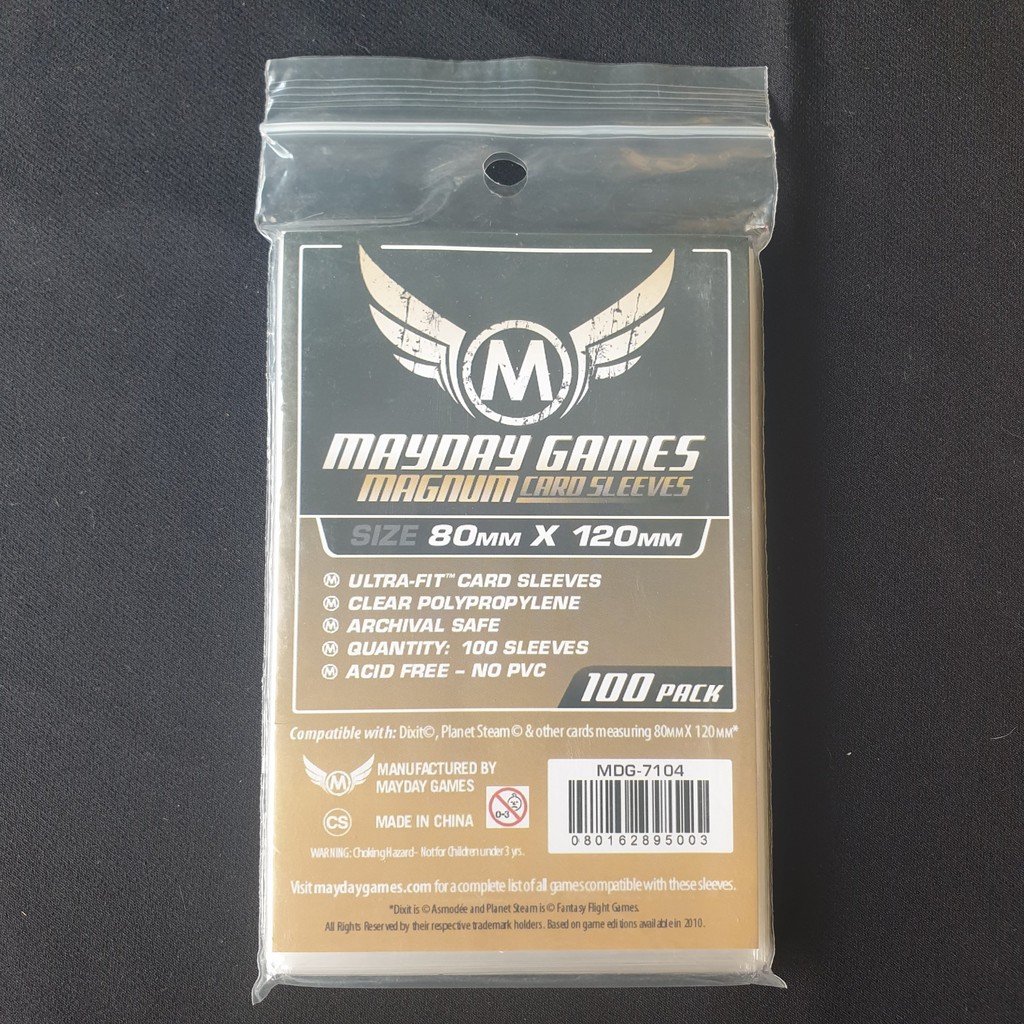 M
MAYDAY GAMES
MAGNUM CARD SLEEVES
SIZE 80MM X 120MM
M ULTRA-FIT™ CARD SLEEVES
M CLEAR POLYPROPYLENE
M ARCHIVAL SAFE
M QUANTITY: 100 SLEEVES
M ACID FREE – NO PVC
100 PACK
Compatible with: Dixit©, Planet Steam© & other cards measuring 80MM X 120MM*
M
MANUFACTURED BY
MAYDAY GAMES
CS
MADE IN CHINA
0-3
MDG-7104
080162895003
WARNING: Choking Hazard - Not for Children under 3 yrs.
Visit maydaygames.com for a complete list of all games compatible with these sleeves.
*Dixit is © Asmodée and Planet Steam is © Fantasy Flight Games.
All Rights Reserved by their respective trademark holders. Based on game editions available in 2010.